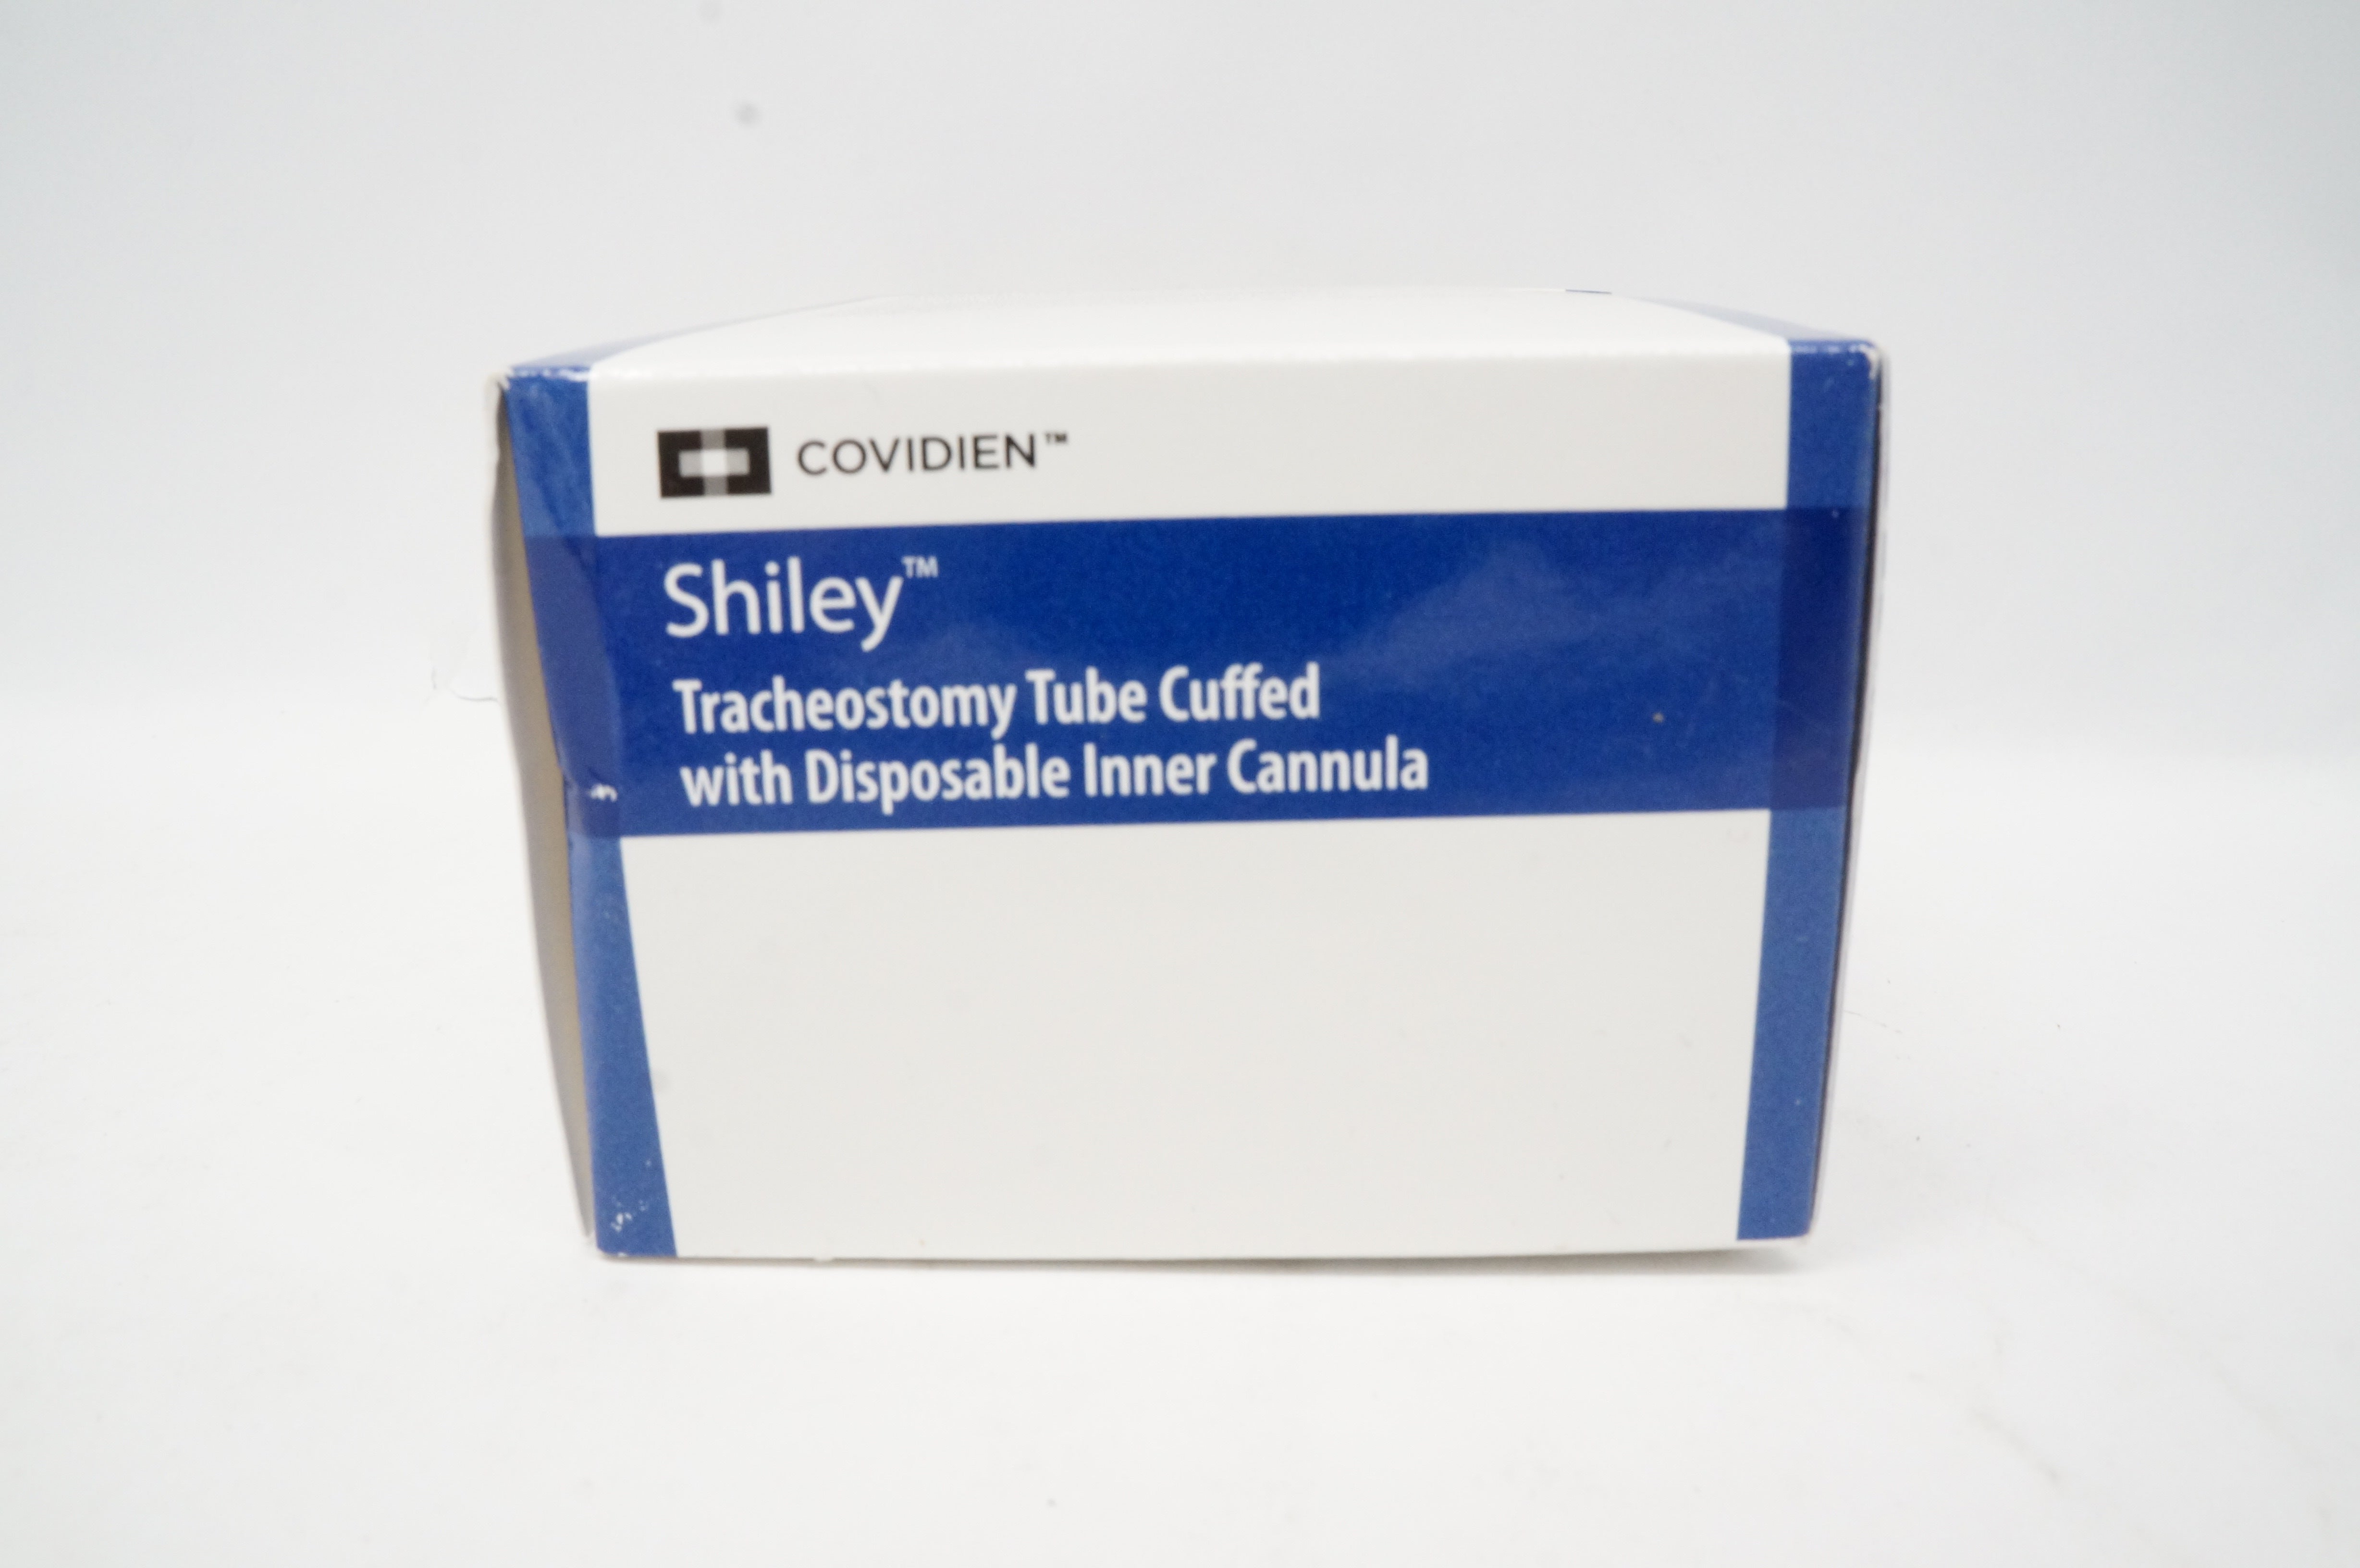 COVIDIEN™
Shiley™
Tracheostomy Tube Cuffed
with Disposable Inner Cannula